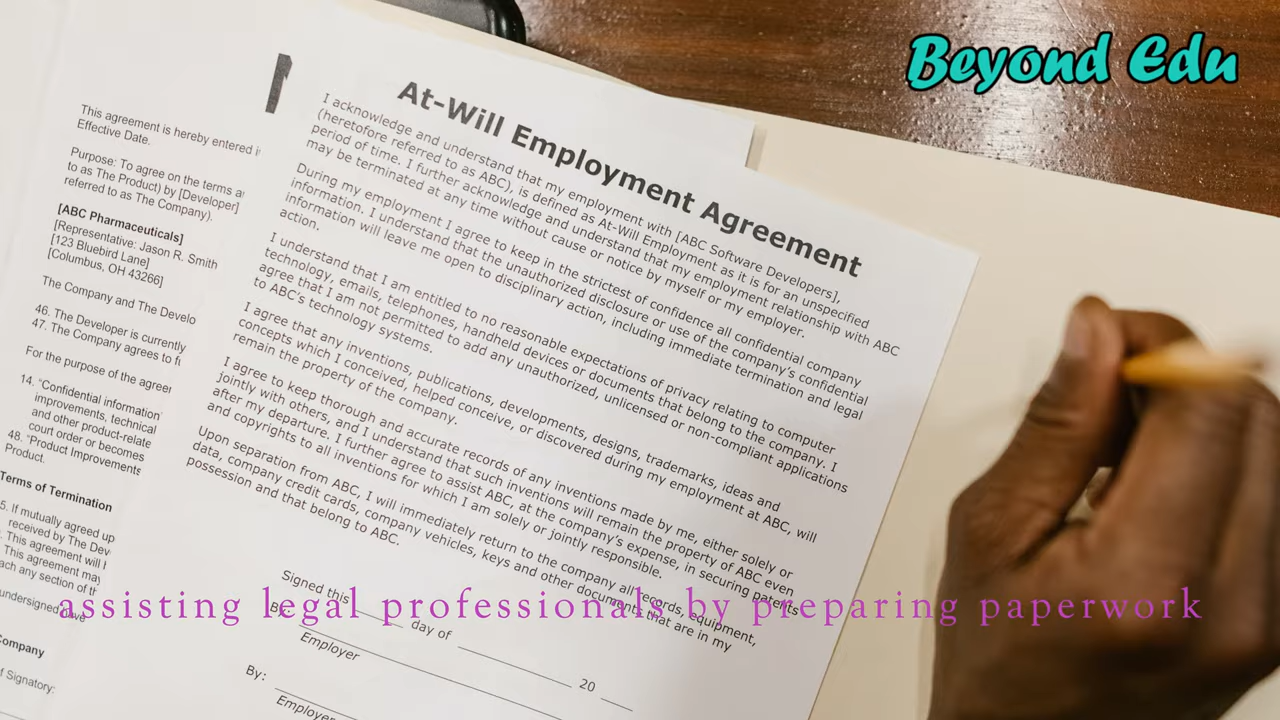 Beyond Edu
This agreement is hereby entered
Effective Date.
Purpose: To agree on the terms
to as The Product) by [Developer]
referred to as The Company).
[ABC Pharmaceuticals]
[Representative: Jason R. Smith
[123 Bluebird Lane]
[Columbus, OH 43266]
The Company and The Develo
46. The Developer is currently
47. The Company agrees to
For the purpose of the agree
14. "Confidential information
improvements, technical
and other product-relate
court order or becomes
48. "Product Improvements
Product.
Terms of Termination
5. If mutually agreed up
received by The Dev
This agreement will
This agreement may
ach any section of
undersigned
Company
of Signatory:
At-Will Employment Agreement
I acknowledge and understand that my employment with [ABC Software Developers],
(heretofore referred to as ABC), is defined as At-Will Employment as it is for an unspecified
period of time. I further acknowledge and understand that my employment relationship with ABC
may be terminated at any time without cause or notice by myself or my employer.
During my employment I agree to keep in the strictest of confidence all confidential company
information. I understand that the unauthorized disclosure or use of the company's confidential
information will leave me open to disciplinary action, including immediate termination and legal
action.
I understand that I am entitled to no reasonable expectations of privacy relating to computer
technology, emails, telephones, handheld devices or documents that belong to the company. I
agree that I am not permitted to add any unauthorized, unlicensed or non-compliant applications
to ABC's technology systems.
I agree that any inventions, publications, developments, designs, trademarks, ideas and
concepts which I conceived, helped conceive, or discovered during my employment at ABC, will
remain the property of the company.
I agree to keep thorough and accurate records of any inventions made by me, either solely or
jointly with others, and I understand that such inventions will remain the property of ABC even
after my departure. I further agree to assist ABC, at the company's expense, in securing patents
and copyrights to all inventions for which I am solely or jointly responsible.
Upon separation from ABC, I will immediately return to the company all records, equipment,
data, company credit cards, company vehicles, keys and other documents that are in my
possession and that belong to ABC.
Signed this ____ day of ____ 20 __
By:
Employer
By:
Employer
assisting legal professionals by preparing paperwork